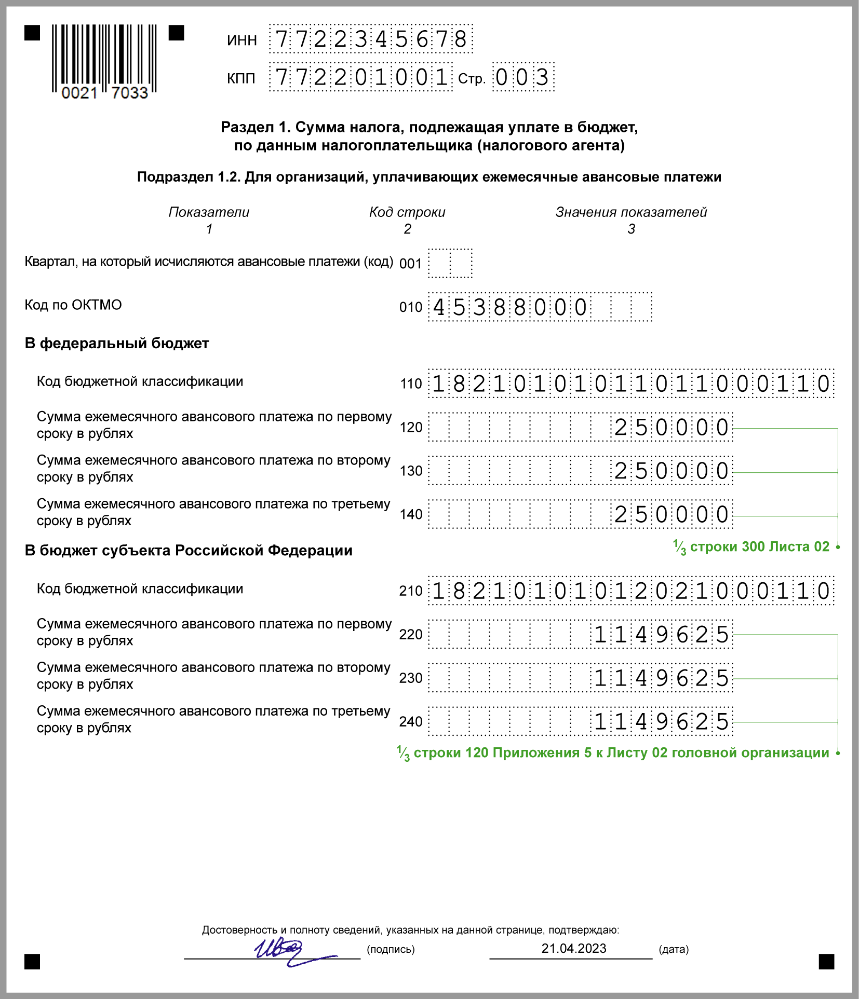 ИНН 7722345678
КПП 772201001 Стр. 003
0021 7033
Раздел 1. Сумма налога, подлежащая уплате в бюджет,
по данным налогоплательщика (налогового агента)
Подраздел 1.2. Для организаций, уплачивающих ежемесячные авансовые платежи
Показатели Код строки Значения показателей
1 2 3
Квартал, на который исчисляются авансовые платежи (код) 001
Код по ОКТМО 010 45388000
В федеральный бюджет
Код бюджетной классификации 110 18210101011011000110
Сумма ежемесячного авансового платежа по первому
сроку в рублях 120 250000
Сумма ежемесячного авансового платежа по второму
сроку в рублях 130 250000
Сумма ежемесячного авансового платежа по третьему
сроку в рублях 140 250000
1/3 строки 300 Листа 02
В бюджет субъекта Российской Федерации
Код бюджетной классификации 210 18210101012021000110
Сумма ежемесячного авансового платежа по первому
сроку в рублях 220 1149625
Сумма ежемесячного авансового платежа по второму
сроку в рублях 230 1149625
Сумма ежемесячного авансового платежа по третьему
сроку в рублях 240 1149625
1/3 строки 120 Приложения 5 к Листу 02 головной организации
Достоверность и полноту сведений, указанных на данной странице, подтверждаю:
(подпись) 21.04.2023 (дата)